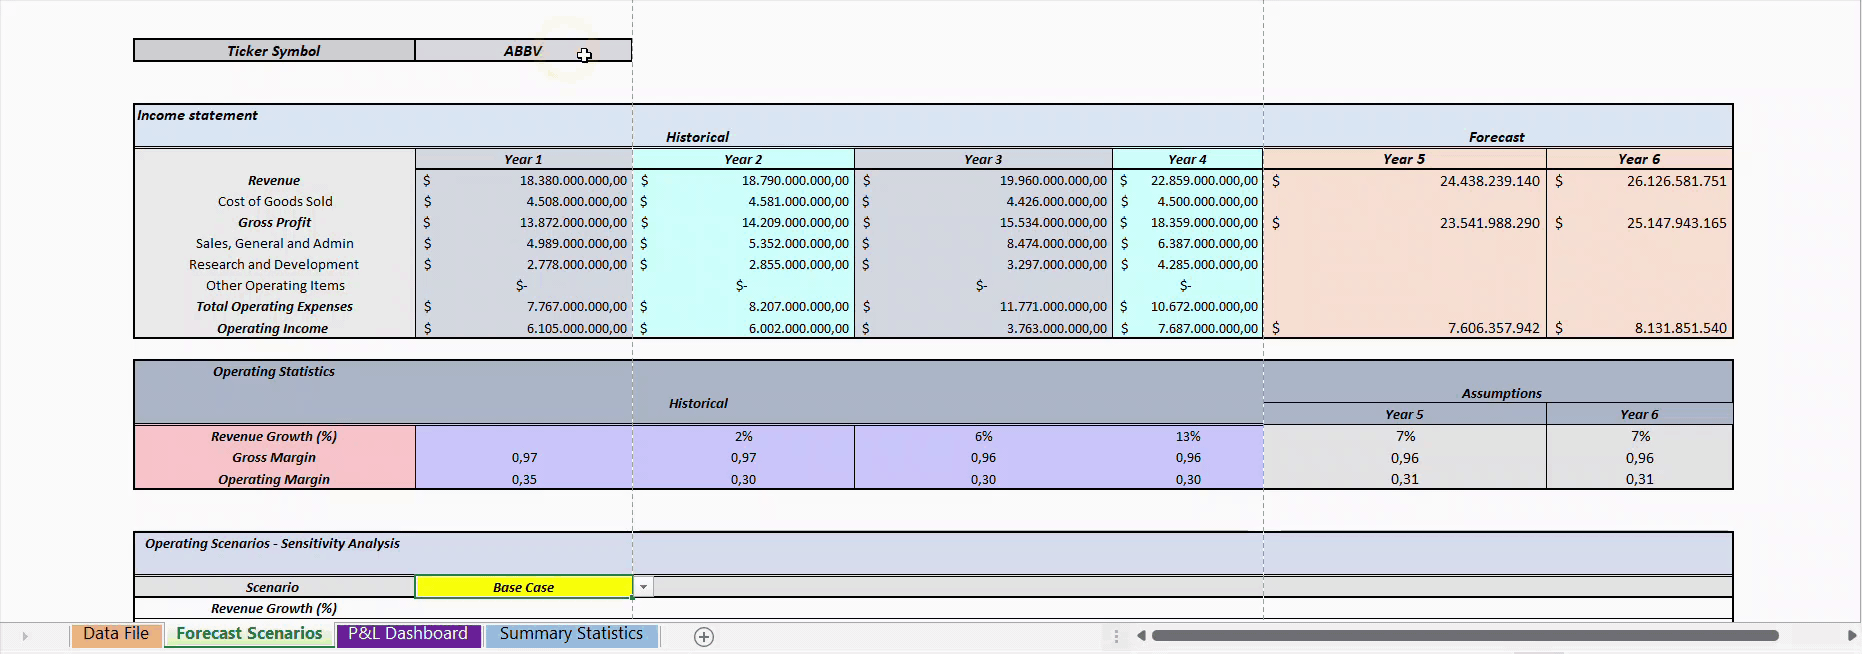 Ticker Symbol ABBV
Income statement
Historical Forecast
Year 1 Year 2 Year 3 Year 4 Year 5 Year 6
Revenue $ 18.380.000.000,00 $ 18.790.000.000,00 $ 19.960.000.000,00 $ 22.859.000.000,00 $ 24.438.239.140 $ 26.126.581.751
Cost of Goods Sold $ 4.508.000.000,00 $ 4.581.000.000,00 $ 4.426.000.000,00 $ 4.500.000.000,00
Gross Profit $ 13.872.000.000,00 $ 14.209.000.000,00 $ 15.534.000.000,00 $ 18.359.000.000,00 $ 23.541.988.290 $ 25.147.943.165
Sales, General and Admin $ 4.989.000.000,00 $ 5.352.000.000,00 $ 8.474.000.000,00 $ 6.387.000.000,00
Research and Development $ 2.778.000.000,00 $ 2.855.000.000,00 $ 3.297.000.000,00 $ 4.285.000.000,00
Other Operating Items $- $- $- $-
Total Operating Expenses $ 7.767.000.000,00 $ 8.207.000.000,00 $ 11.771.000.000,00 $ 10.672.000.000,00
Operating Income $ 6.105.000.000,00 $ 6.002.000.000,00 $ 3.763.000.000,00 $ 7.687.000.000,00 $ 7.606.357.942 $ 8.131.851.540
Operating Statistics
Historical Assumptions
Year 5 Year 6
Revenue Growth (%) 2% 6% 13% 7% 7%
Gross Margin 0,97 0,97 0,96 0,96 0,96 0,96
Operating Margin 0,35 0,30 0,30 0,30 0,31 0,31
Operating Scenarios - Sensitivity Analysis
Scenario Base Case
Revenue Growth (%)
Data File Forecast Scenarios P&L Dashboard Summary Statistics